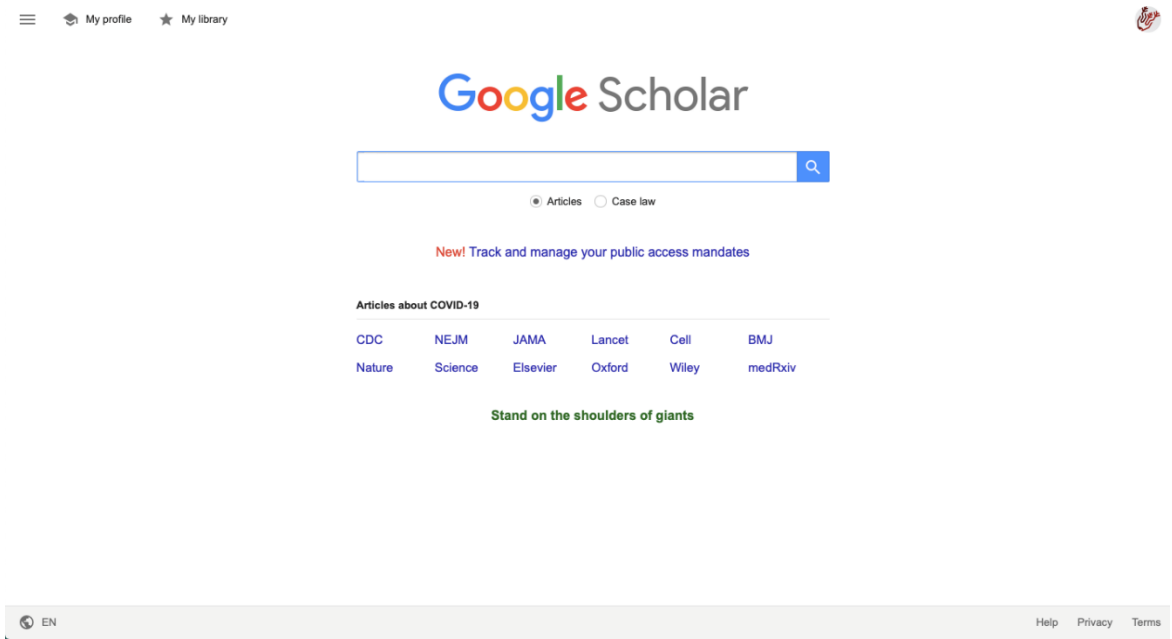 My profile My library
Google Scholar
Articles Case law
New! Track and manage your public access mandates
Articles about COVID-19
CDC NEJM JAMA Lancet Cell BMJ
Nature Science Elsevier Oxford Wiley medRxiv
Stand on the shoulders of giants
EN Help Privacy Terms